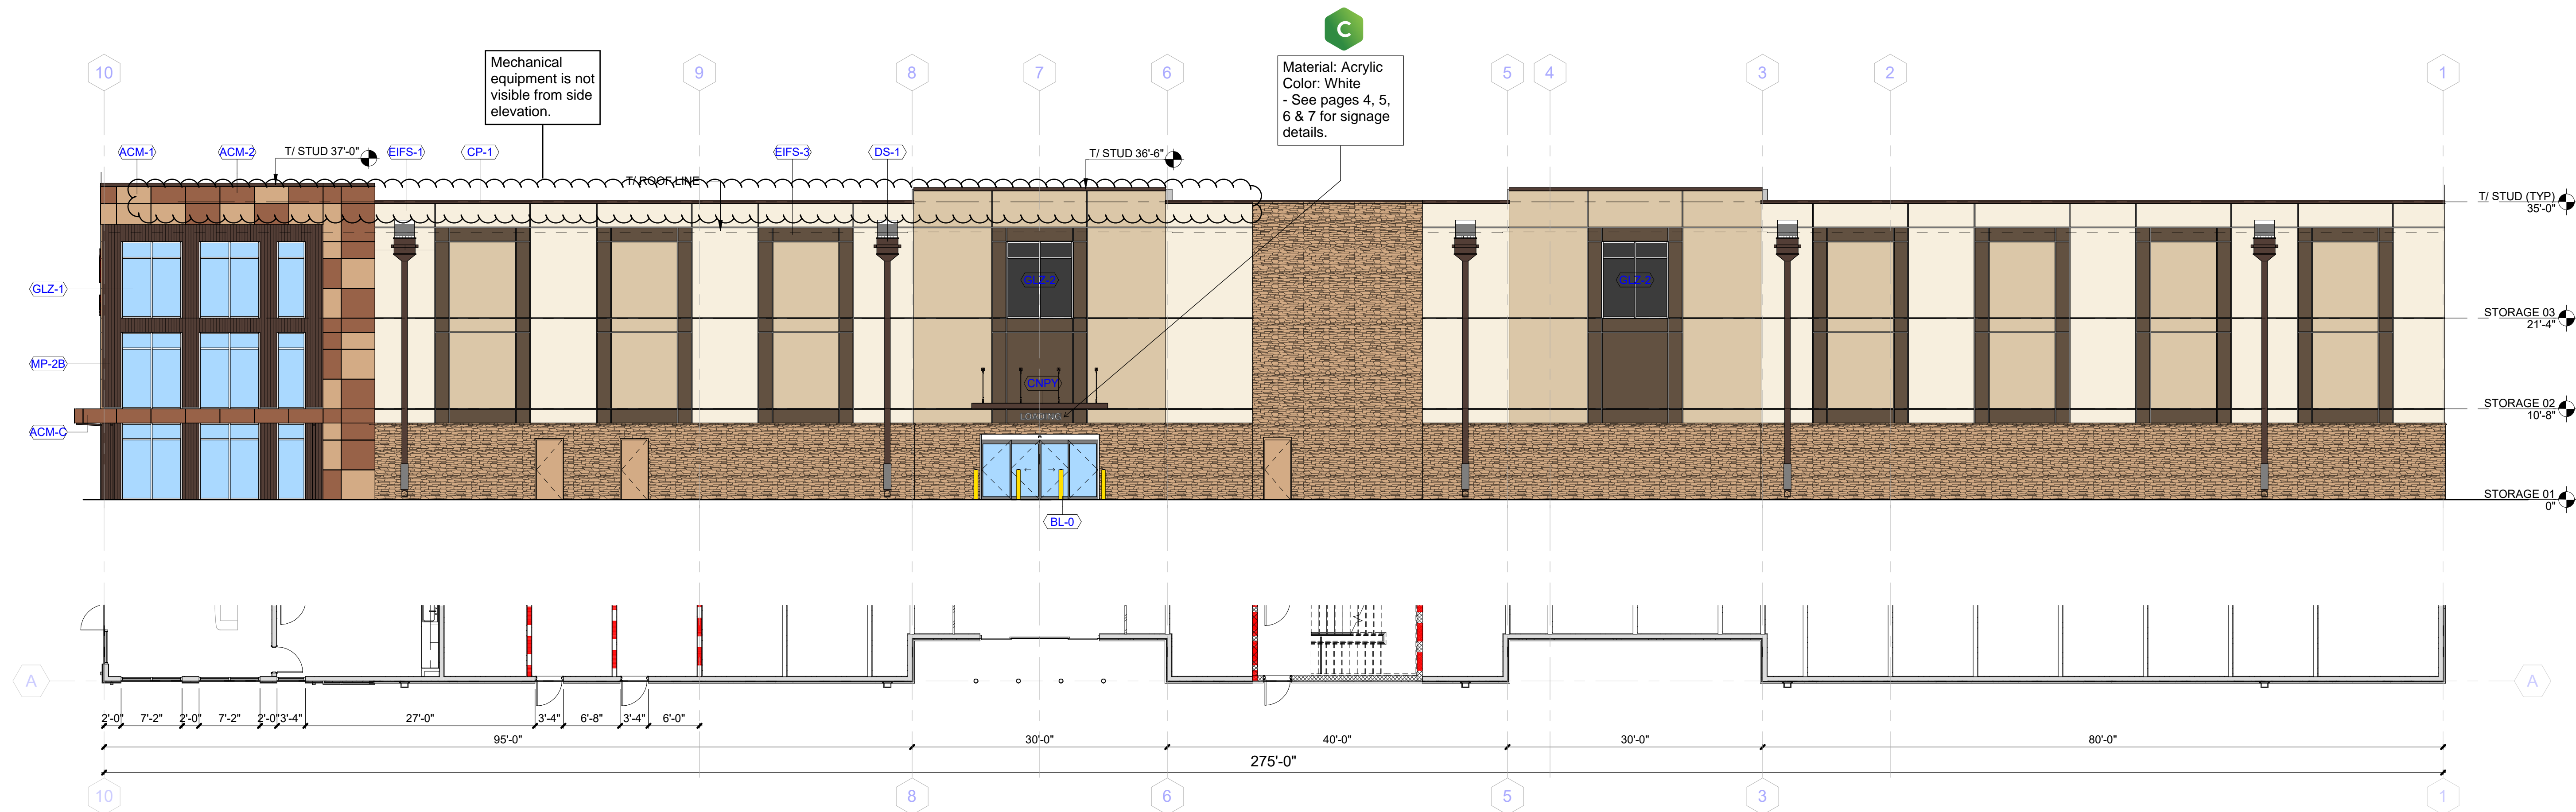 C
10
9
8
7
6
5
4
3
2
1
Mechanical
equipment is not
visible from side
elevation.
Material: Acrylic
Color: White
- See pages 4, 5,
6 & 7 for signage
details.
ACM-1
ACM-2
T/ STUD 37'-0"
EIFS-1
CP-1
EIFS-3
DS-1
T/ STUD 36'-6"
T/ ROOF LINE
T/ STUD (TYP)
35'-0"
GLZ-1
GLZ-2
GLZ-2
STORAGE 03
21'-4"
MP-2B
CNPY
STORAGE 02
10'-8"
LOADING
ACM-C
STORAGE 01
0"
BL-0
A
A
2'-0"
7'-2"
2'-0"
7'-2"
2'-0"
3'-4"
27'-0"
3'-4"
6'-8"
3'-4"
6'-0"
95'-0"
30'-0"
40'-0"
30'-0"
80'-0"
275'-0"
10
8
6
5
3
1